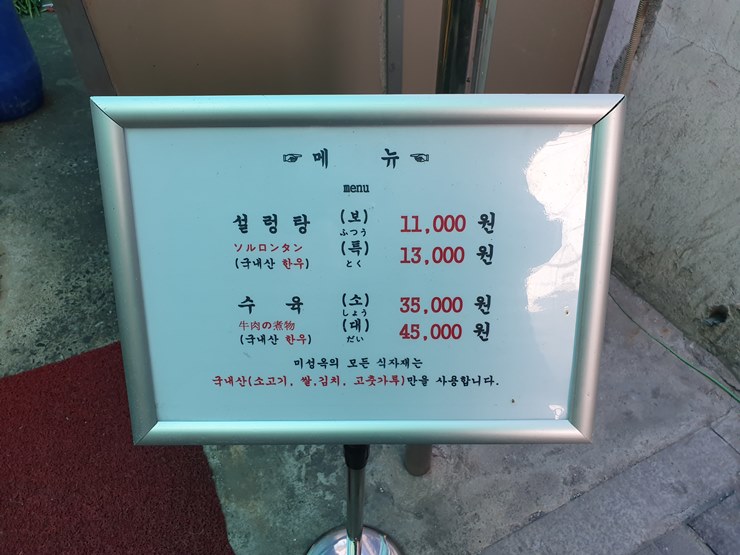 ☞ 메 뉴 ☜
menu
설 렁 탕 (보) 11,000 원
ふつう
ソルロンタン (특) 13,000 원
(국내산 한우) とく
수 육 (소) 35,000 원
しょう
牛肉の煮物 (대) 45,000 원
(국내산 한우) だい
미성옥의 모든 식자재는
국내산(소고기, 쌀,김치, 고춧가루)만을 사용합니다.